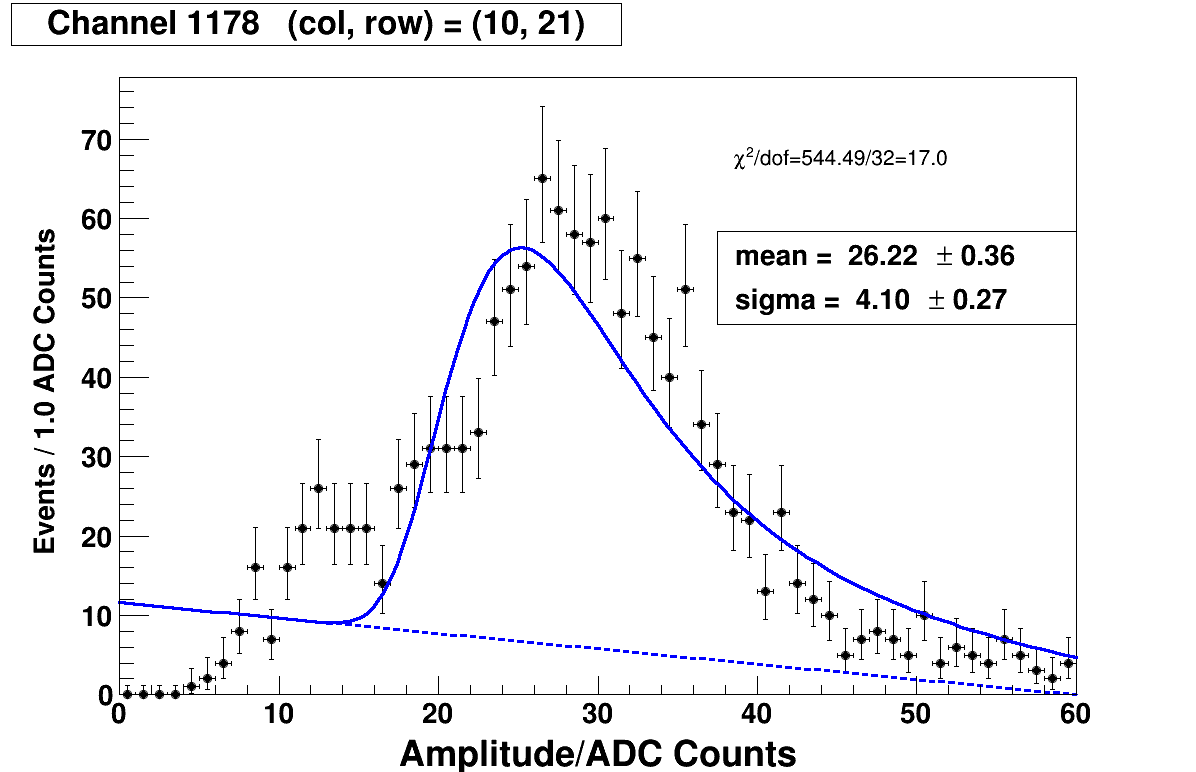 Channel 1178 (col, row) = (10, 21)
χ²/dof=544.49/32=17.0
mean = 26.22 ± 0.36
sigma = 4.10 ± 0.27
Events / 1.0 ADC Counts
70
60
50
40
30
20
10
0
0 10 20 30 40 50 60
Amplitude/ADC Counts